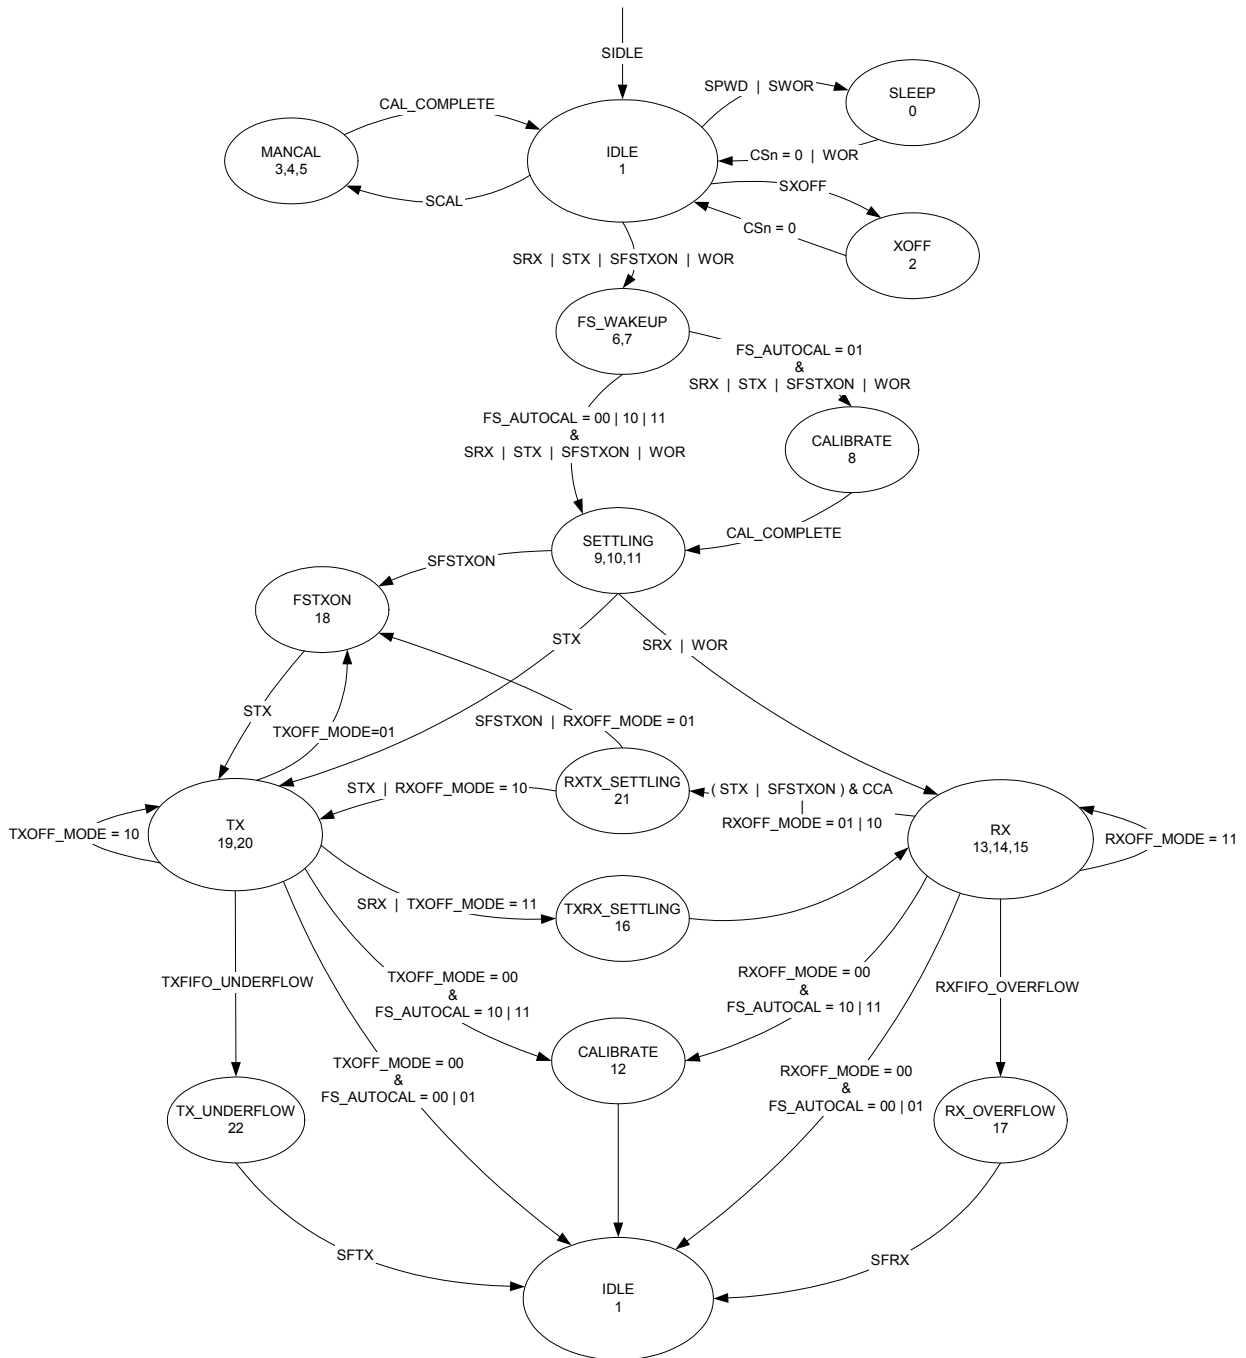 SIDLE
SPWD | SWOR
SLEEP
0
CAL_COMPLETE
MANCAL
3,4,5
IDLE
1
CSn = 0 | WOR
SCAL
SXOFF
CSn = 0
XOFF
2
SRX | STX | SFSTXON | WOR
FS_WAKEUP
6,7
FS_AUTOCAL = 01
&
SRX | STX | SFSTXON | WOR
FS_AUTOCAL = 00 | 10 | 11
&
SRX | STX | SFSTXON | WOR
CALIBRATE
8
SETTLING
9,10,11
CAL_COMPLETE
SFSTXON
FSTXON
18
STX
SRX | WOR
STX
TXOFF_MODE=01
SFSTXON | RXOFF_MODE = 01
STX | RXOFF_MODE = 10
RXTX_SETTLING
21
( STX | SFSTXON ) & CCA
|
RXOFF_MODE = 01 | 10
TXOFF_MODE = 10
TX
19,20
RX
13,14,15
RXOFF_MODE = 11
SRX | TXOFF_MODE = 11
TXRX_SETTLING
16
TXFIFO_UNDERFLOW
TXOFF_MODE = 00
&
FS_AUTOCAL = 10 | 11
RXOFF_MODE = 00
&
FS_AUTOCAL = 10 | 11
RXFIFO_OVERFLOW
CALIBRATE
12
TXOFF_MODE = 00
&
FS_AUTOCAL = 00 | 01
RXOFF_MODE = 00
&
FS_AUTOCAL = 00 | 01
TX_UNDERFLOW
22
RX_OVERFLOW
17
SFTX
SFRX
IDLE
1